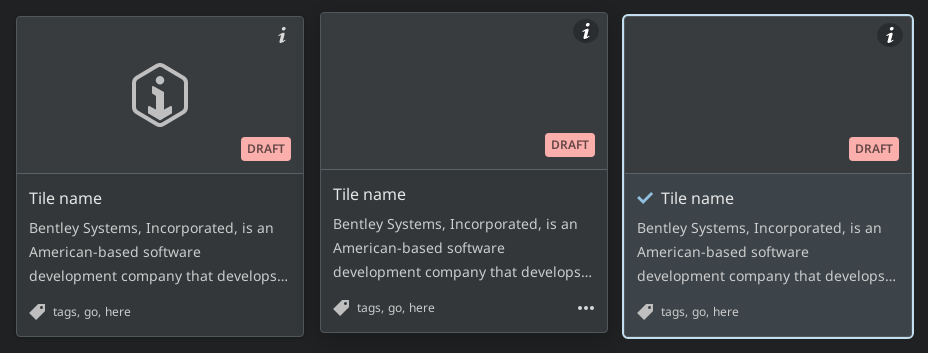 DRAFT
Tile name
Bentley Systems, Incorporated, is an
American-based software
development company that develops...
tags, go, here
DRAFT
Tile name
Bentley Systems, Incorporated, is an
American-based software
development company that develops...
tags, go, here
DRAFT
Tile name
Bentley Systems, Incorporated, is an
American-based software
development company that develops...
tags, go, here